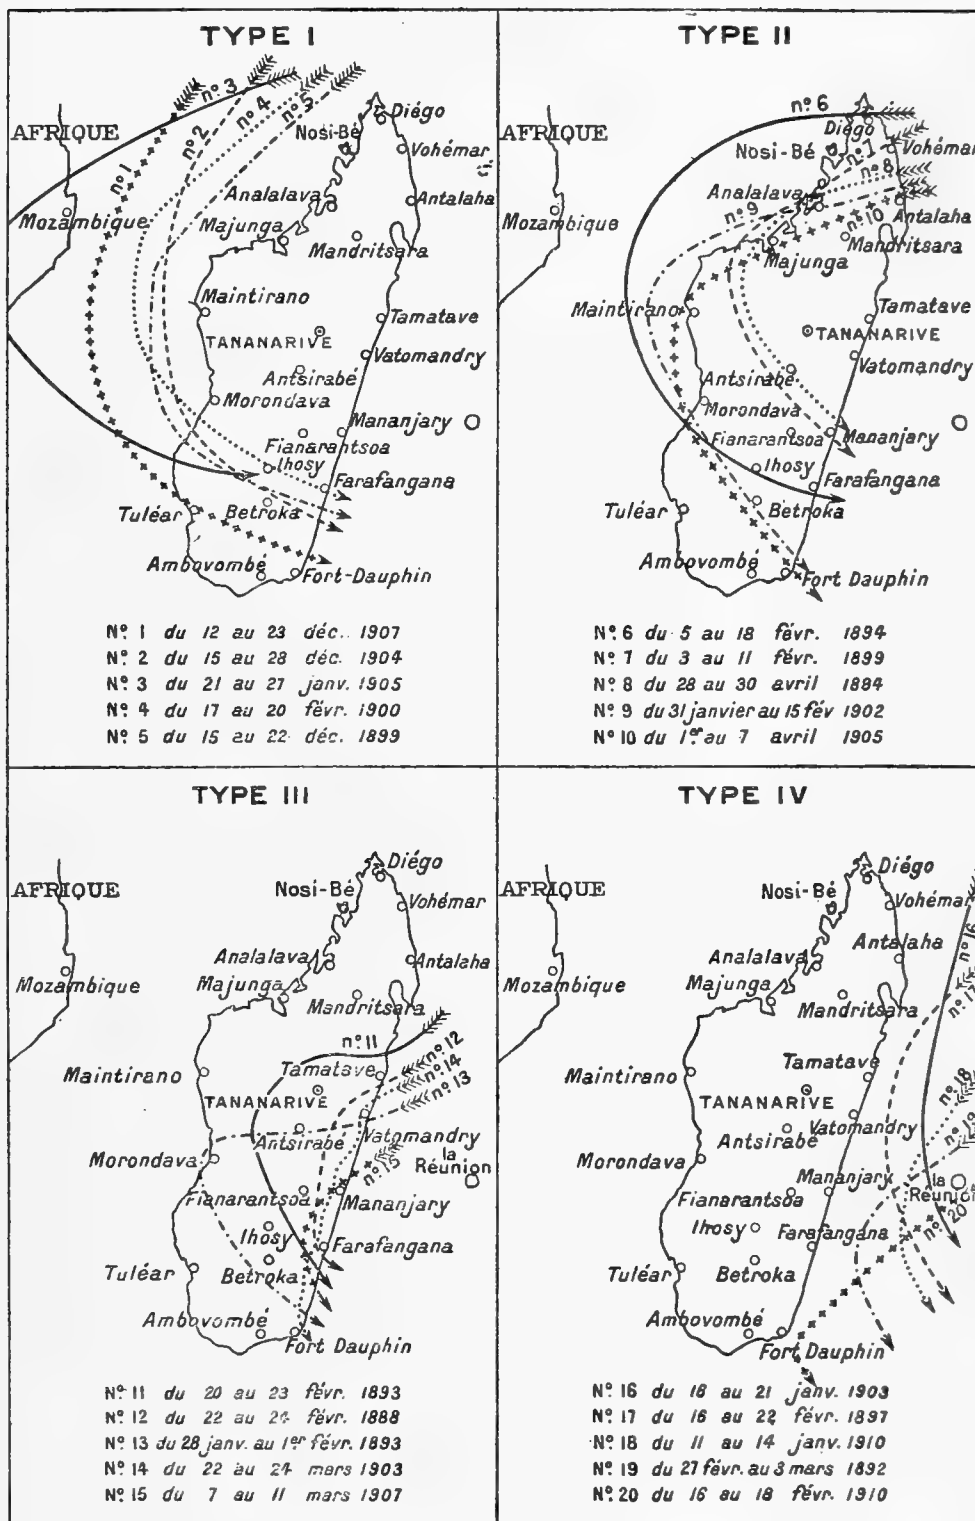 TYPE I
n° 3
n° 4
n° 5
n° 2
n° 1
AFRIQUE
Diégo
Nosi-Bé
Vohémar
Analalava
Antalaha
Mozambique
Majunga
Mandritsara
Maintirano
Tamatave
TANANARIVE
Vatomandry
Antsirabé
Morondava
Mananjary
Fianarantsoa
Ihosy
Farafangana
Tuléar
Betroka
Ambovombé
Fort-Dauphin
N° 1 du 12 au 23 déc. 1907
N° 2 du 15 au 28 déc. 1904
N° 3 du 21 au 27 janv. 1905
N° 4 du 17 au 20 févr. 1900
N° 5 du 15 au 22 déc. 1899
TYPE II
n° 6
AFRIQUE
Diégo
n° 7
Nosi-Bé
Vohémar
n° 8
Analalava
n° 9
n° 10
Antalaha
Mozambique
Mandritsara
Majunga
Maintirano
Tamatave
TANANARIVE
Vatomandry
Antsirabé
Morondava
Fianarantsoa
Mananjary
Ihosy
Farafangana
Tuléar
Betroka
Ambovombé
Fort Dauphin
N° 6 du 5 au 18 févr. 1894
N° 7 du 3 au 11 févr. 1899
N° 8 du 28 au 30 avril 1884
N° 9 du 31 janvier au 15 fév 1902
N° 10 du 1er au 7 avril 1905
TYPE III
Diégo
AFRIQUE
Nosi-Bé
Vohémar
Analalava
Antalaha
Mozambique
Majunga
Mandritsara
n° 11
n° 12
n° 14
n° 13
Maintirano
Tamatave
TANANARIVE
Antsirabe
Vatomandry
Morondava
n° 15
la
Réunion
Fianarantsoa
Mananjary
Ihosy
Farafangana
Tuléar
Betroka
Ambovombé
Fort Dauphin
N° 11 du 20 au 23 févr. 1893
N° 12 du 22 au 24 févr. 1888
N° 13 du 28 janv. au 1er févr. 1893
N° 14 du 22 au 24 mars 1903
N° 15 du 7 au 11 mars 1907
TYPE IV
Diégo
AFRIQUE
Nosi-Bé
Vohémar
n° 16
Antalaha
Analalava
Mozambique
Majunga
Mandritsara
n° 17
Maintirano
Tamatave
n° 18
TANANARIVE
n° 19
Antsirabé
Vatomandry
Morondava
Mananjary
la
Réunion
Fianarantsoa
n° 20
Ihosy
Farafangana
Tuléar
Betroka
Ambovombé
Fort Dauphin
N° 16 du 18 au 21 janv. 1903
N° 17 du 16 au 22 févr. 1897
N° 18 du 11 au 14 janv. 1910
N° 19 du 27 févr. au 3 mars 1892
N° 20 du 16 au 18 févr. 1910